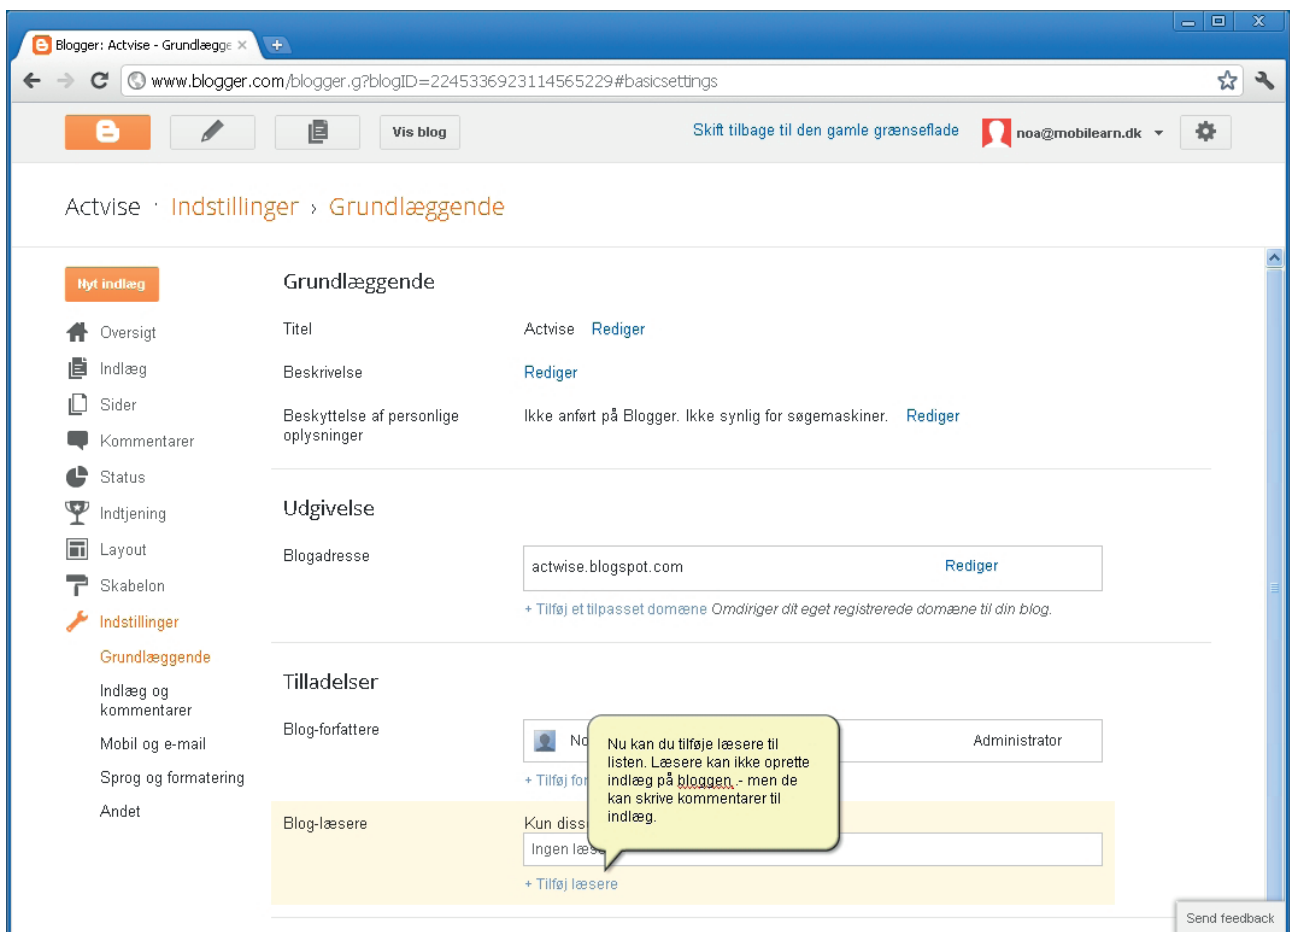 Blogger: Actvise - Grundlægge
www.blogger.com/blogger.g?blogID=2245336923114565229#basicsettings
Vis blog
Skift tilbage til den gamle grænseflade
noa@mobilearn.dk
Actvise · Indstillinger › Grundlæggende
Nyt indlæg
Oversigt
Indlæg
Sider
Kommentarer
Status
Indtjening
Layout
Skabelon
Indstillinger
Grundlæggende
Indlæg og
kommentarer
Mobil og e-mail
Sprog og formatering
Andet
Grundlæggende
Titel
Actvise Rediger
Beskrivelse
Rediger
Beskyttelse af personlige
oplysninger
Ikke anført på Blogger. Ikke synlig for søgemaskiner. Rediger
Udgivelse
Blogadresse
actwise.blogspot.com Rediger
+ Tilføj et tilpasset domæne Omdiriger dit eget registrerede domæne til din blog.
Tilladelser
Blog-forfattere
Administrator
+ Tilføj
Nu kan du tilføje læsere til
listen. Læsere kan ikke oprette
indlæg på bloggen .- men de
kan skrive kommentarer til
indlæg.
Blog-læsere
Kun
Ingen
+ Tilføj læsere
Send feedback